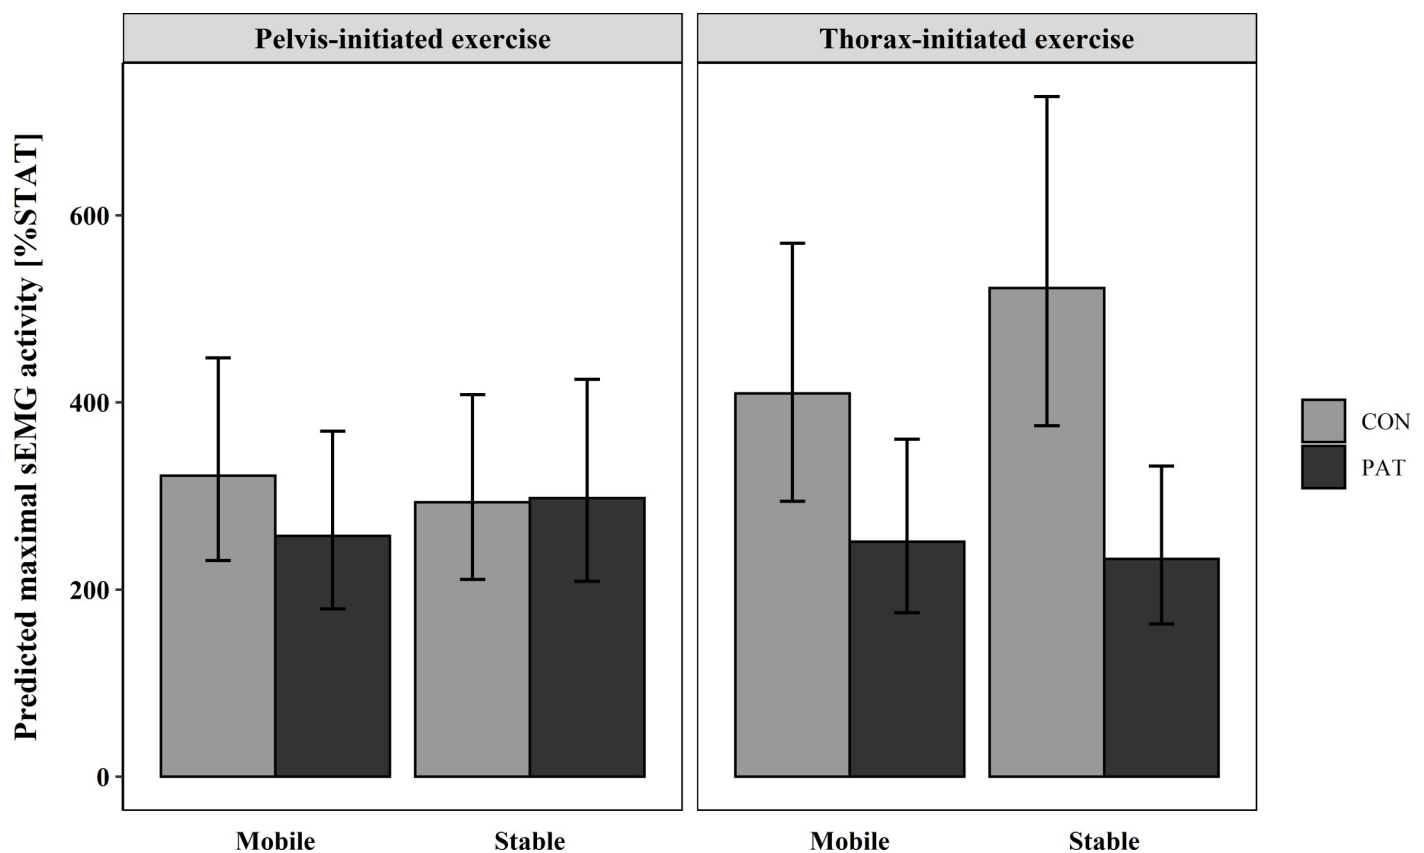 Pelvis-initiated exercise
Thorax-initiated exercise
Predicted maximal sEMG activity [%STAT]
600
400
200
0
Mobile
Stable
Mobile
Stable
CON
PAT